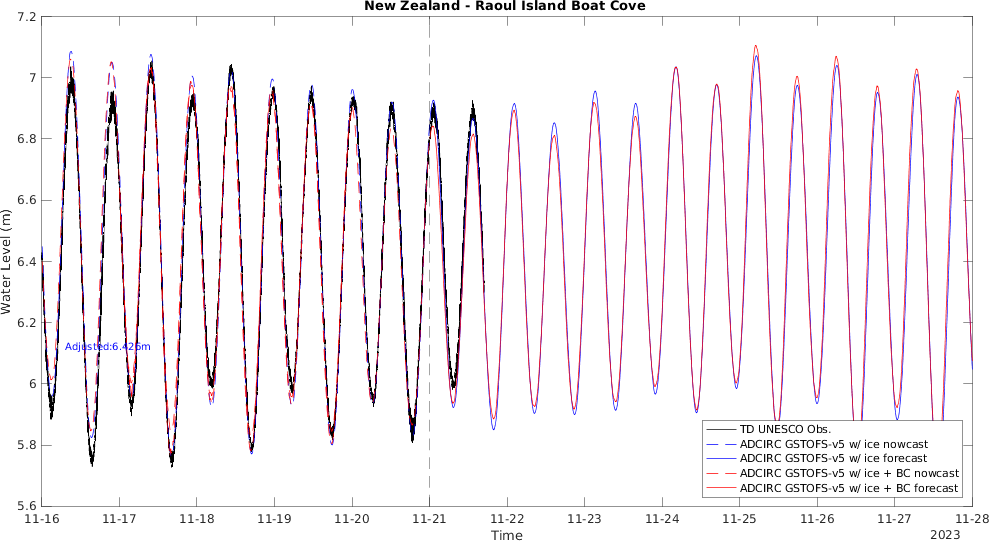 New Zealand - Raoul Island Boat Cove
7.2
7
6.8
6.6
6.4
6.2
6
5.8
5.6
Water Level (m)
Adjusted:6.426m
TD UNESCO Obs.
ADCIRC GSTOFS-v5 w/ ice nowcast
ADCIRC GSTOFS-v5 w/ ice forecast
ADCIRC GSTOFS-v5 w/ ice + BC nowcast
ADCIRC GSTOFS-v5 w/ ice + BC forecast
11-16 11-17 11-18 11-19 11-20 11-21 11-22 11-23 11-24 11-25 11-26 11-27 11-28
Time
2023